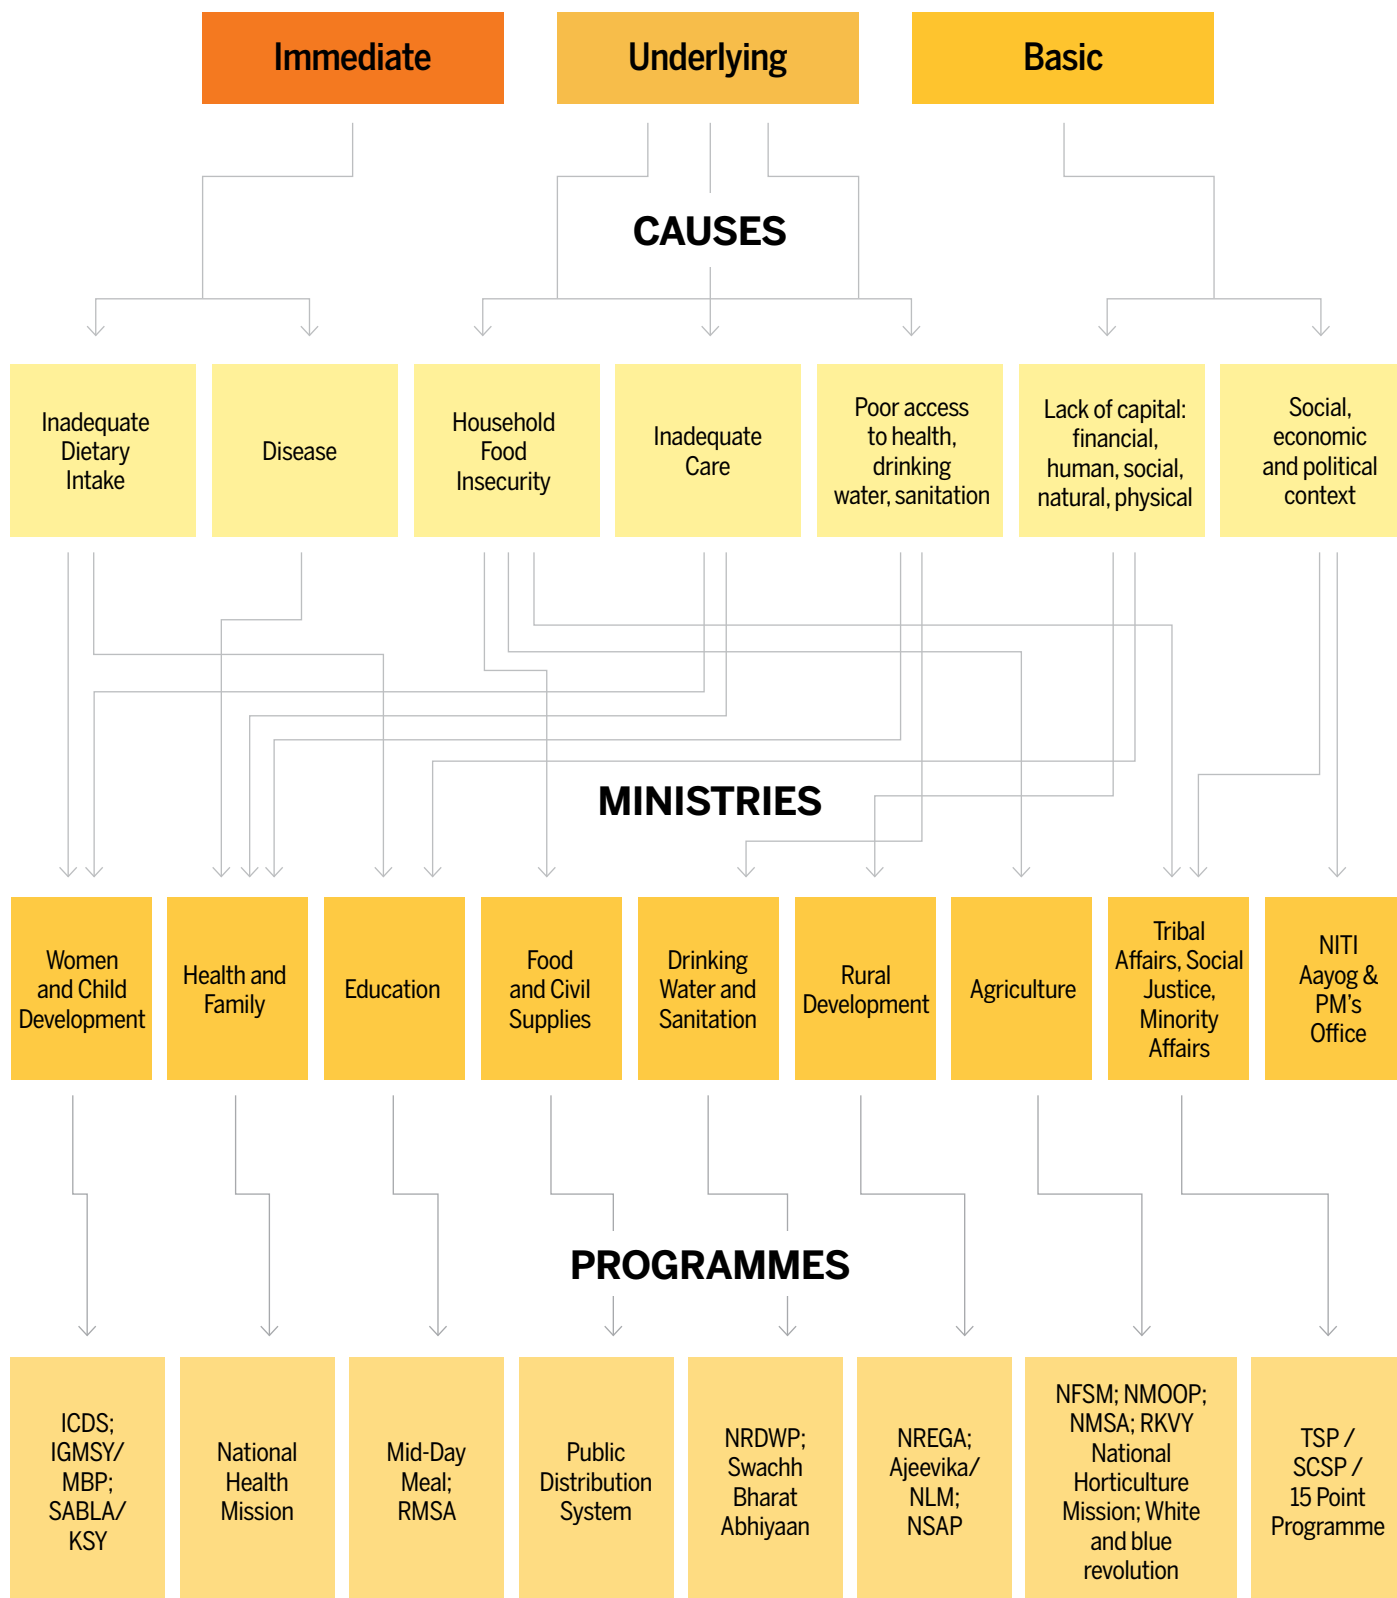 Immediate
Underlying
Basic
CAUSES
Inadequate
Dietary
Intake
Disease
Household
Food
Insecurity
Inadequate
Care
Poor access
to health,
drinking
water, sanitation
Lack of capital:
financial,
human, social,
natural, physical
Social,
economic
and political
context
MINISTRIES
Women
and Child
Development
Health and
Family
Education
Food
and Civil
Supplies
Drinking
Water and
Sanitation
Rural
Development
Agriculture
Tribal
Affairs, Social
Justice,
Minority
Affairs
NITI
Aayog &
PM's
Office
PROGRAMMES
ICDS;
IGMSY/
MBP;
SABLA/
KSY
National
Health
Mission
Mid-Day
Meal;
RMSA
Public
Distribution
System
NRDWP;
Swachh
Bharat
Abhiyaan
NREGA;
Ajeevika/
NLM;
NSAP
NFSM; NMOOP;
NMSA; RKVY
National
Horticulture
Mission; White
and blue
revolution
TSP /
SCSP /
15 Point
Programme